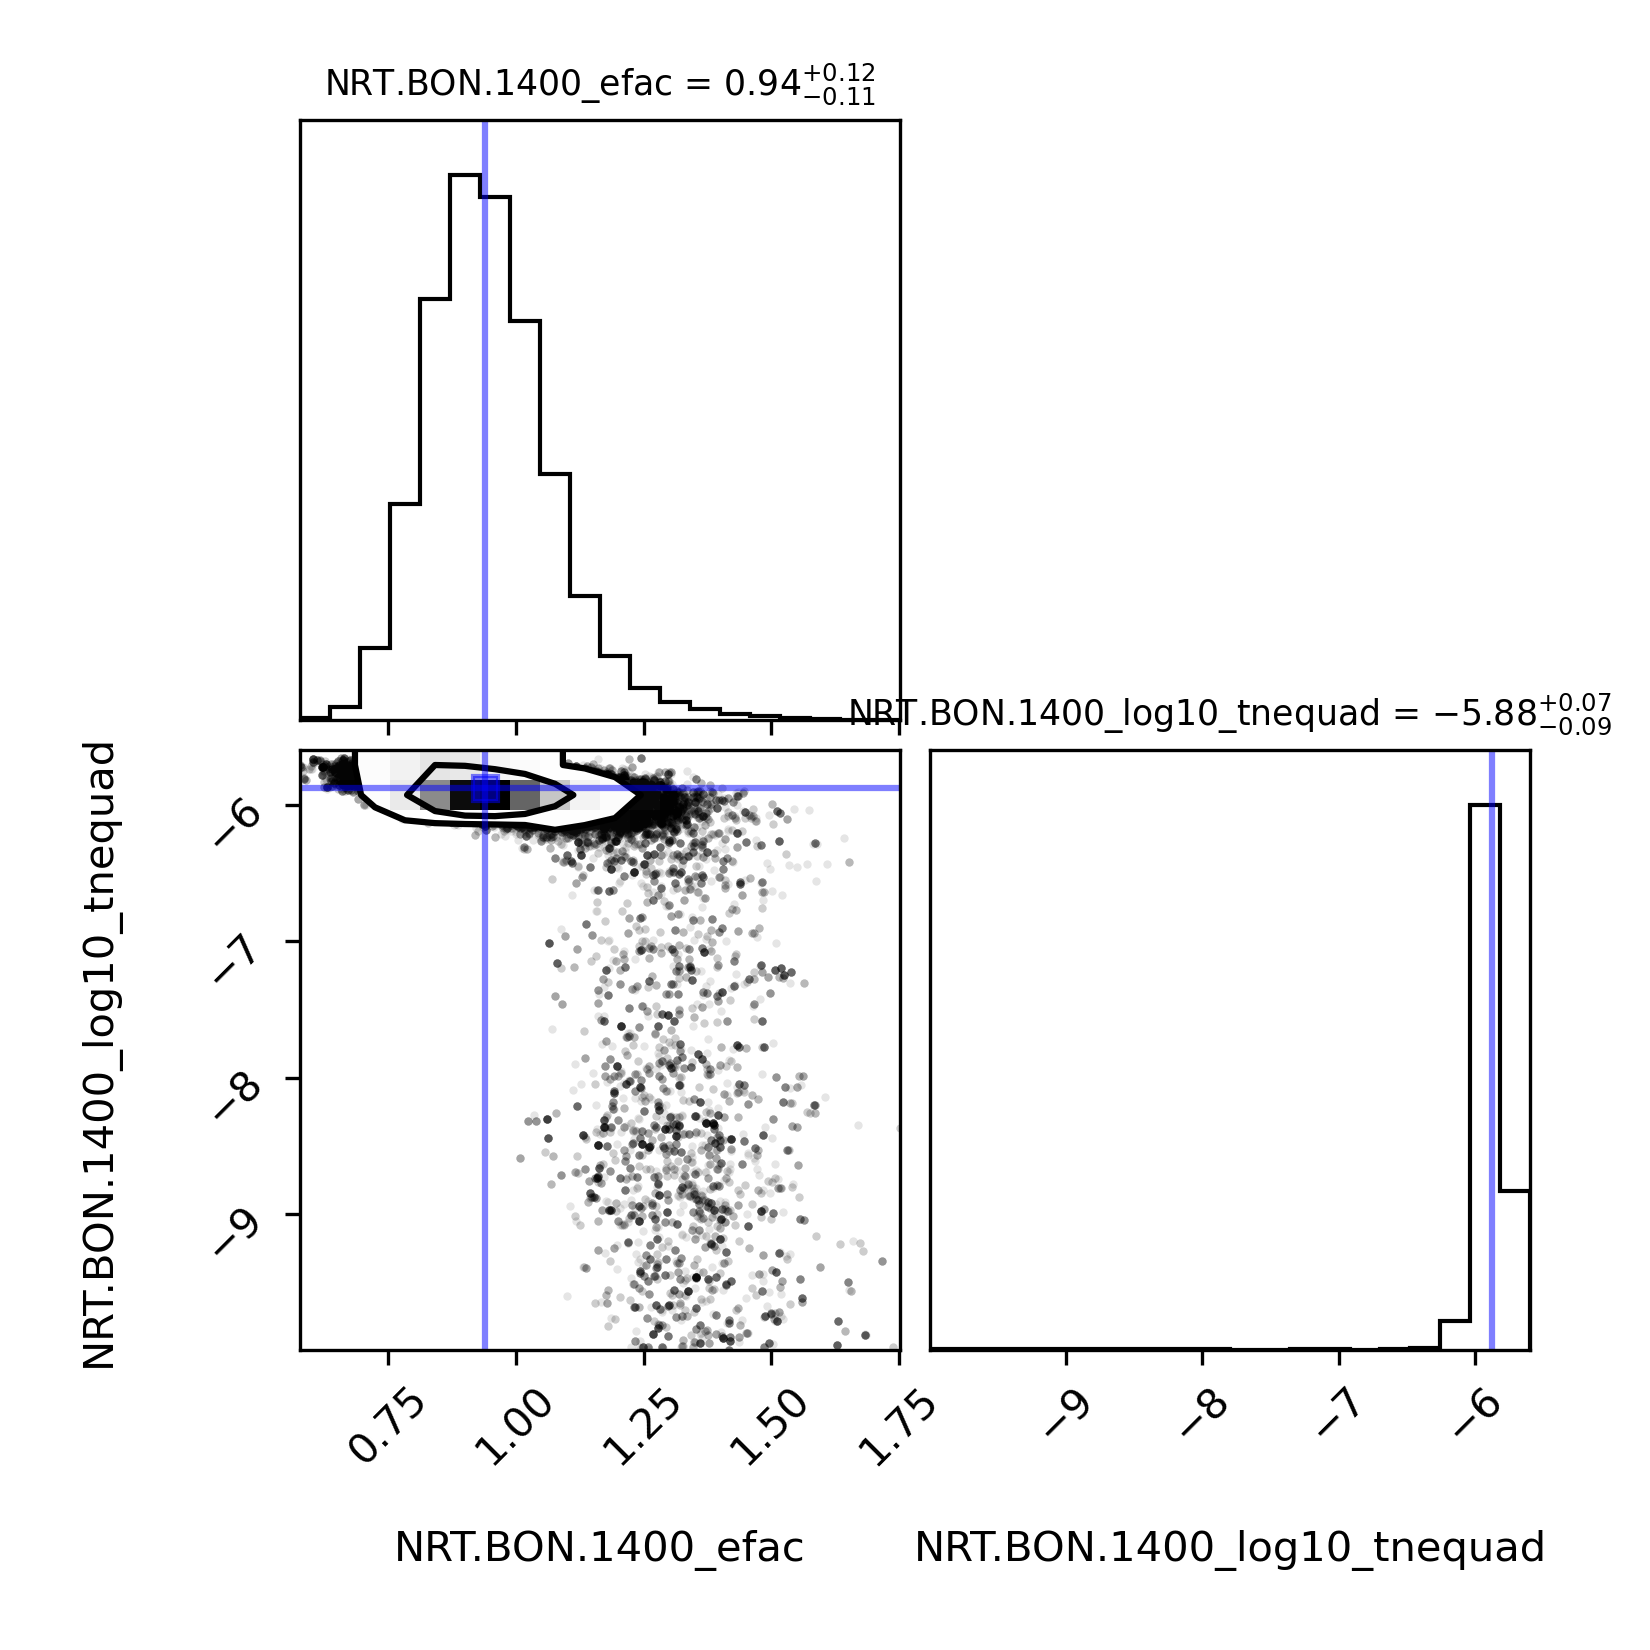 NRT.BON.1400_efac = 0.94+0.12 −0.11
NRT.BON.1400_log10_tnequad = −5.88+0.07 −0.09
NRT.BON.1400_log10_tnequad
−6
−7
−8
−9
0.75
1.00
1.25
1.50
1.75
−9
−8
−7
−6
NRT.BON.1400_efac
NRT.BON.1400_log10_tnequad